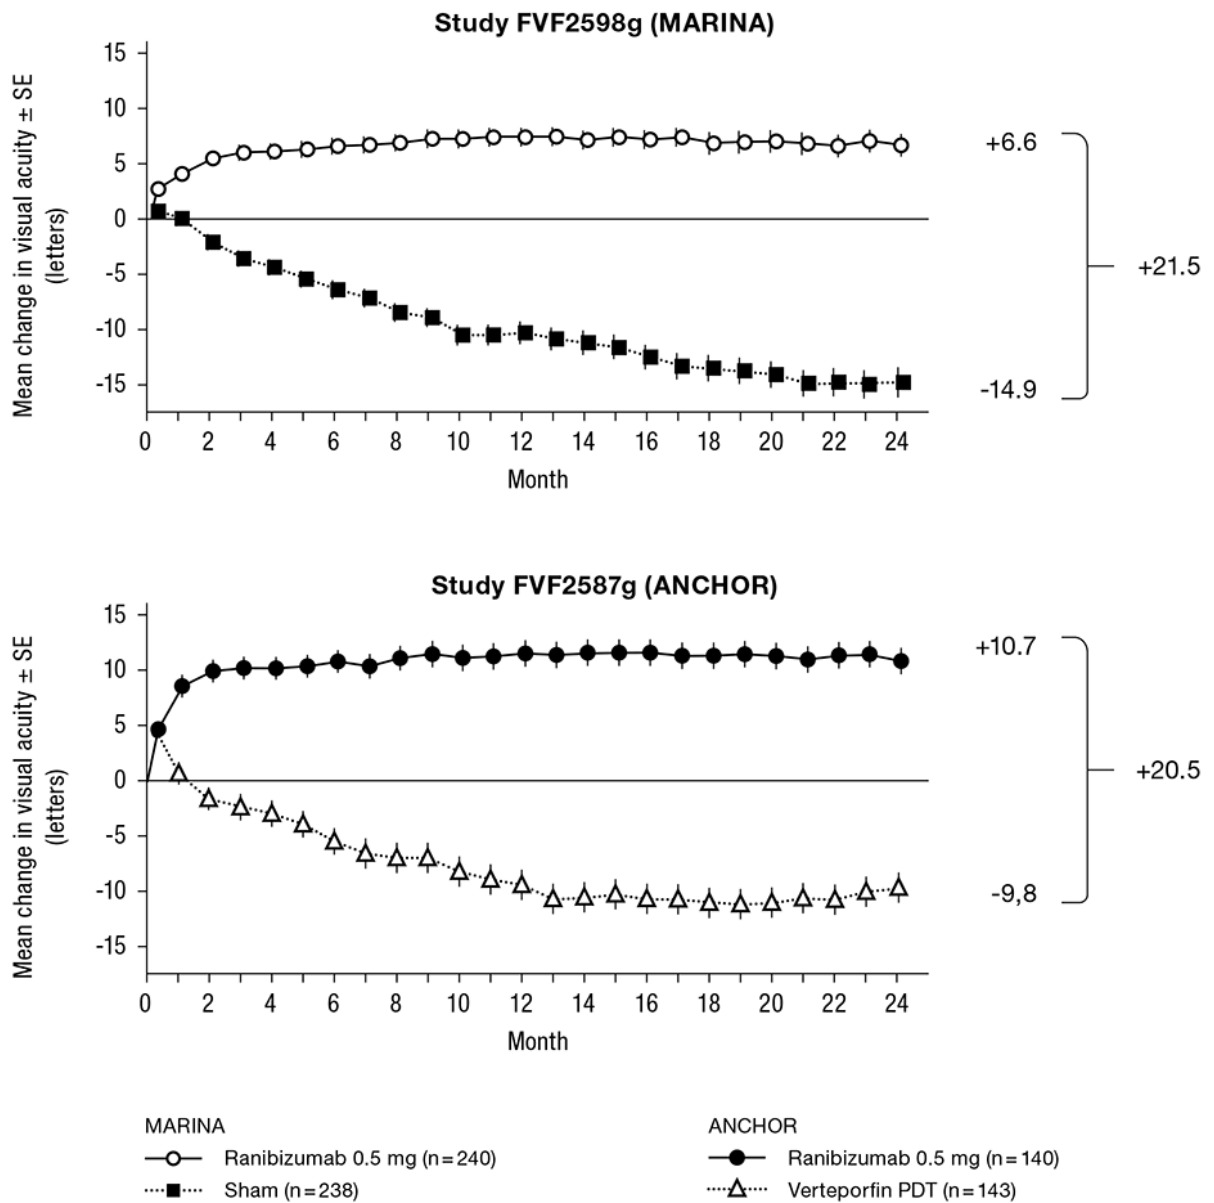 Study FVF2598g (MARINA)
Mean change in visual acuity ± SE
(letters)
15
10
5
0
-5
-10
-15
0 2 4 6 8 10 12 14 16 18 20 22 24
Month
+6.6
+21.5
-14.9
Study FVF2587g (ANCHOR)
Mean change in visual acuity ± SE
(letters)
15
10
5
0
-5
-10
-15
0 2 4 6 8 10 12 14 16 18 20 22 24
Month
+10.7
+20.5
-9,8
MARINA
Ranibizumab 0.5 mg (n=240)
Sham (n=238)
ANCHOR
Ranibizumab 0.5 mg (n=140)
Verteporfin PDT (n=143)